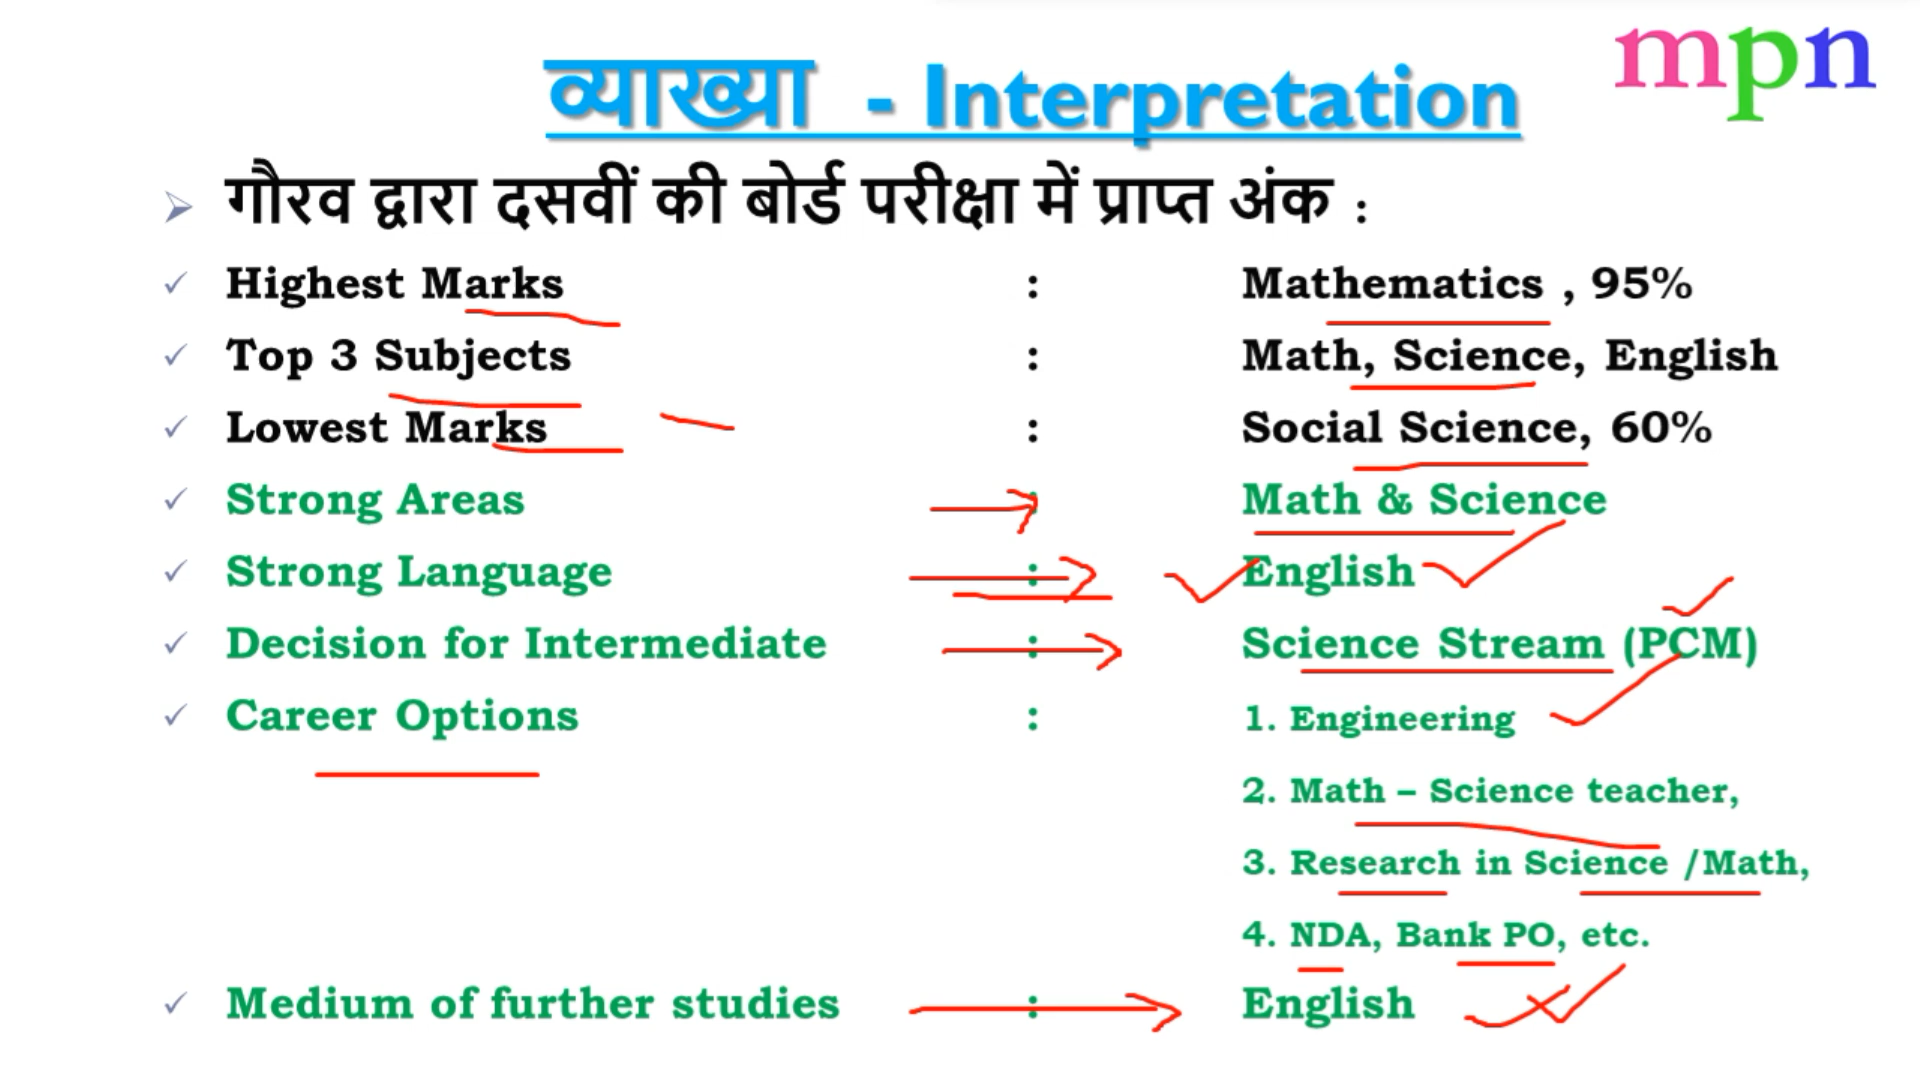 mpn
व्याख्या - Interpretation
गौरव द्वारा दसवीं की बोर्ड परीक्षा में प्राप्त अंक :
Highest Marks : Mathematics , 95%
Top 3 Subjects : Math, Science, English
Lowest Marks : Social Science, 60%
Strong Areas : Math & Science
Strong Language : English
Decision for Intermediate : Science Stream (PCM)
Career Options : 1. Engineering
2. Math – Science teacher,
3. Research in Science /Math,
4. NDA, Bank PO, etc.
Medium of further studies : English